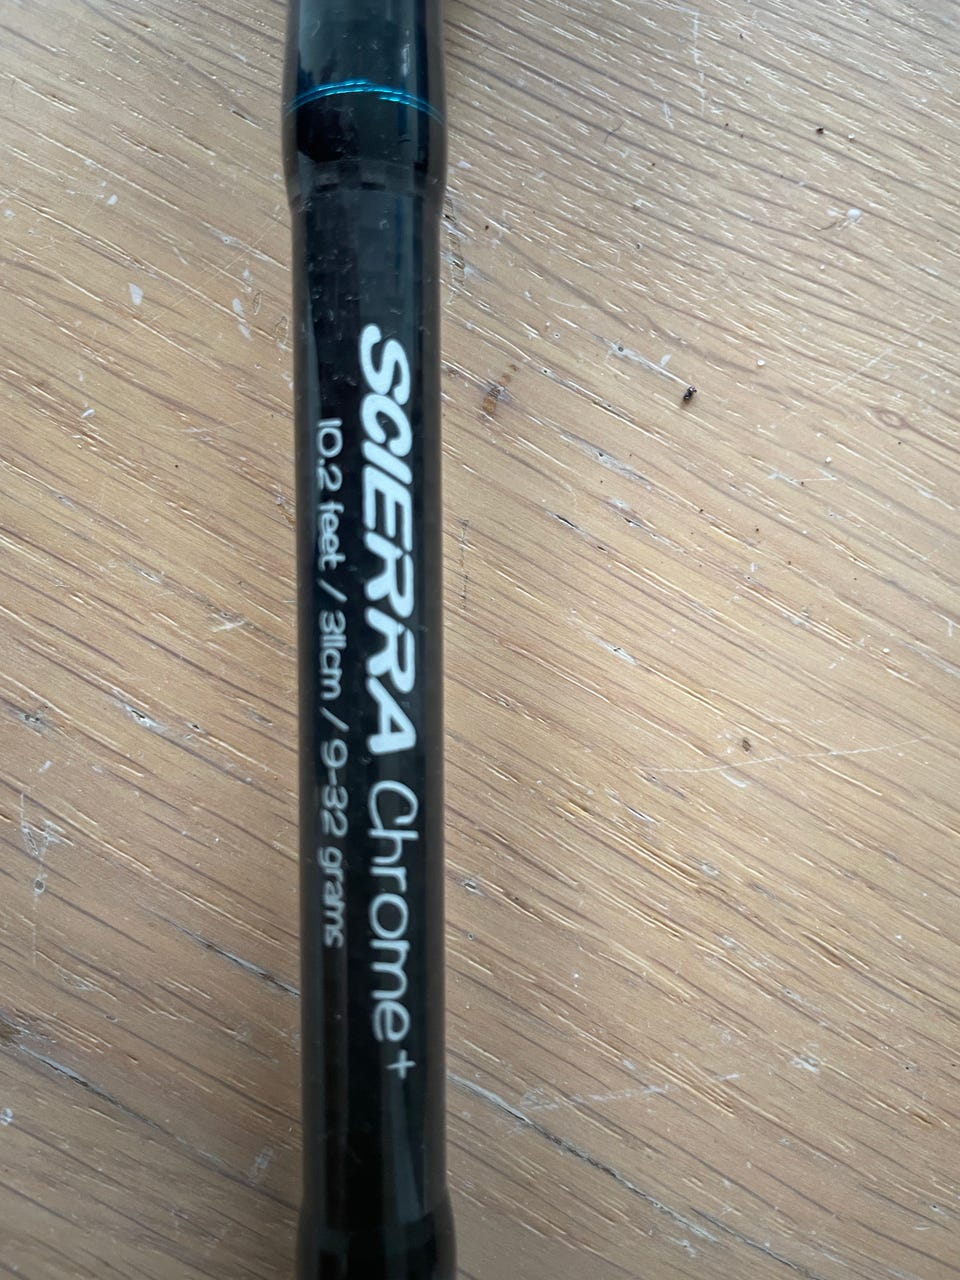 SCIERRA Chrome+
10.2 feet / 311cm / 9-32 grams